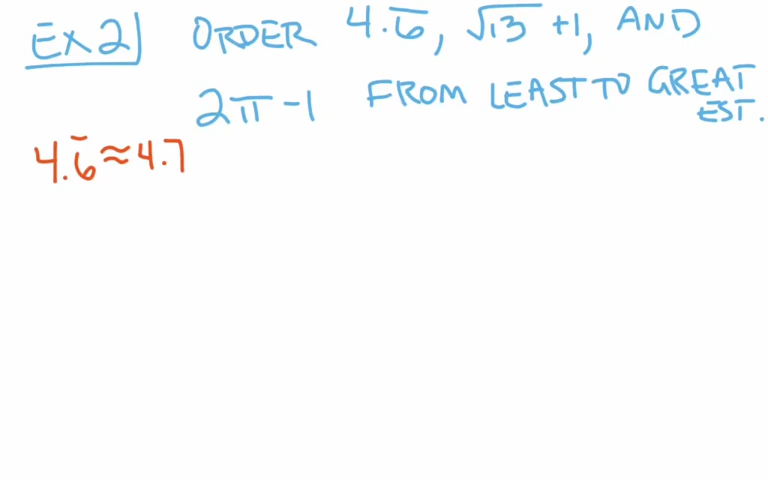 Ex 2 ORDER 4.6̅, √13 + 1, AND
2π - 1 FROM LEAST TO GREAT
EST.
4.6̅ ≈ 4.7